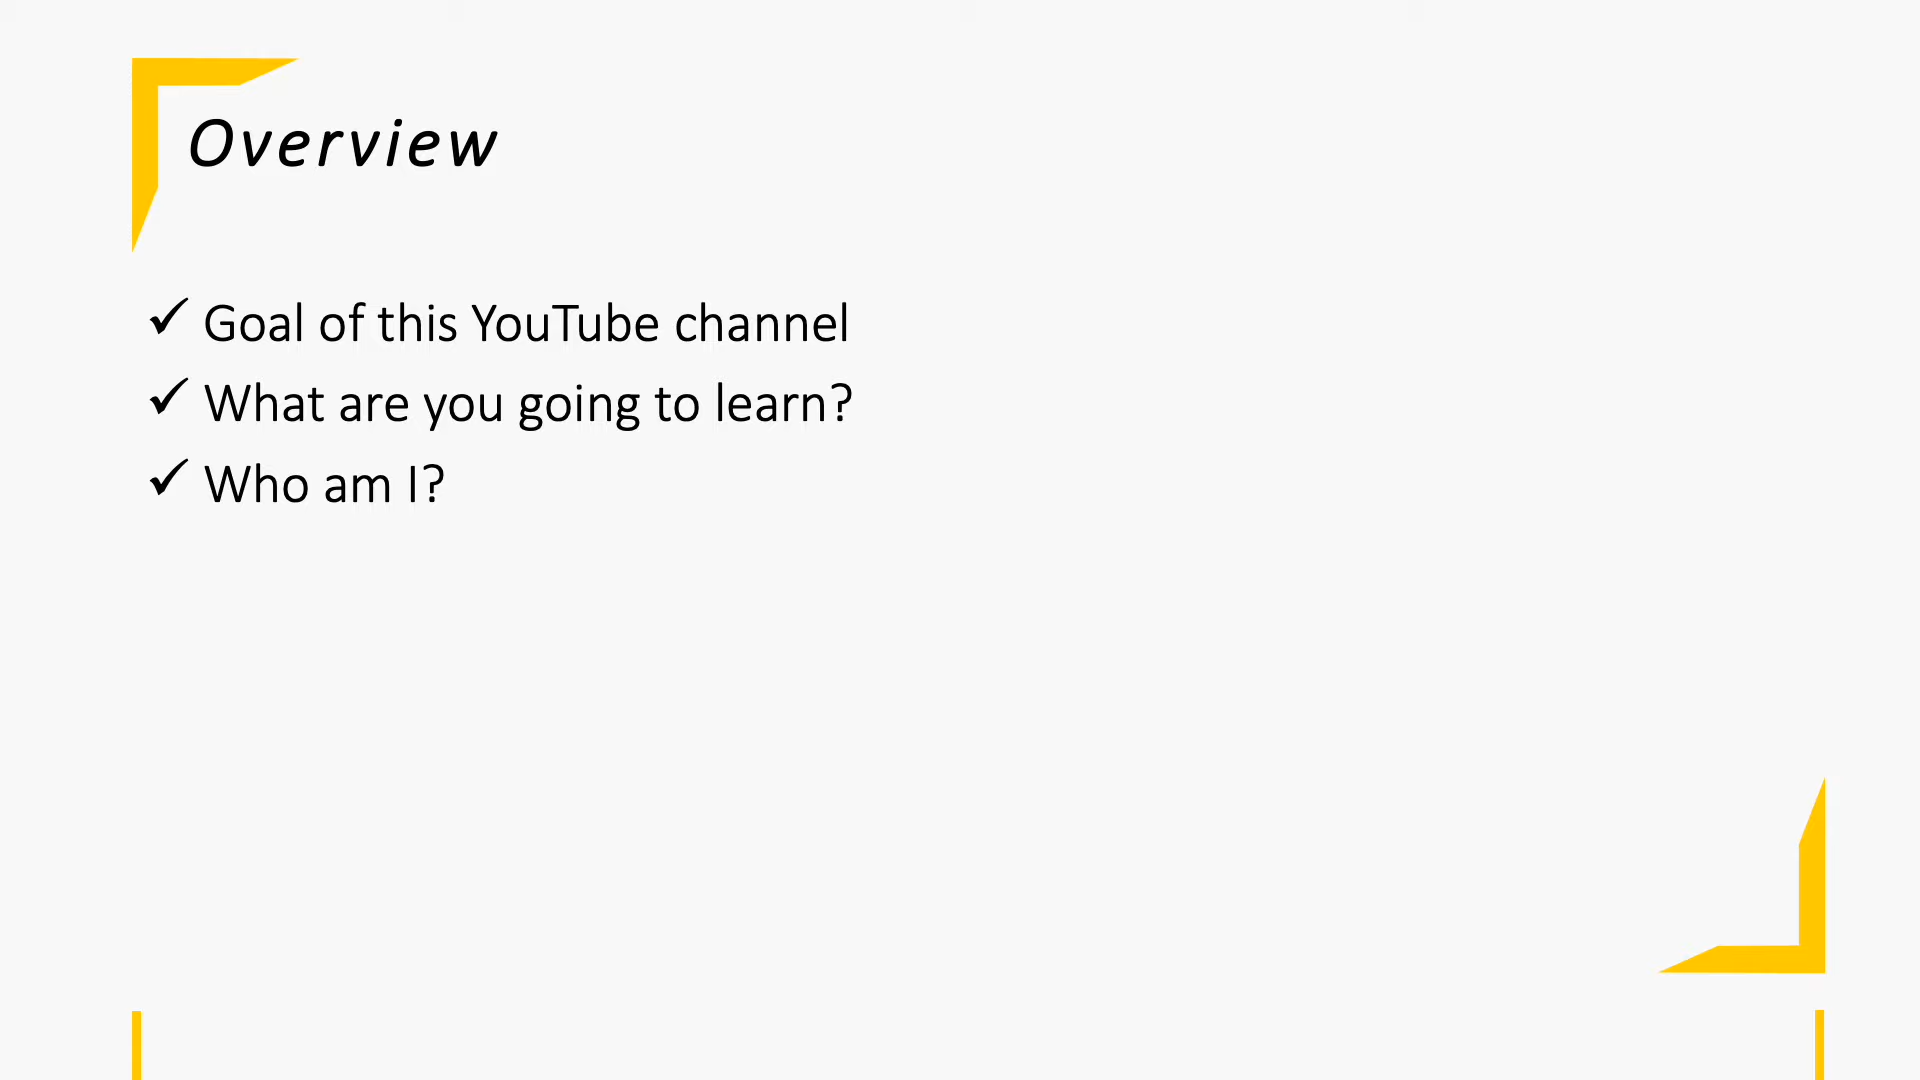 Overview
✓ Goal of this YouTube channel
✓ What are you going to learn?
✓ Who am I?